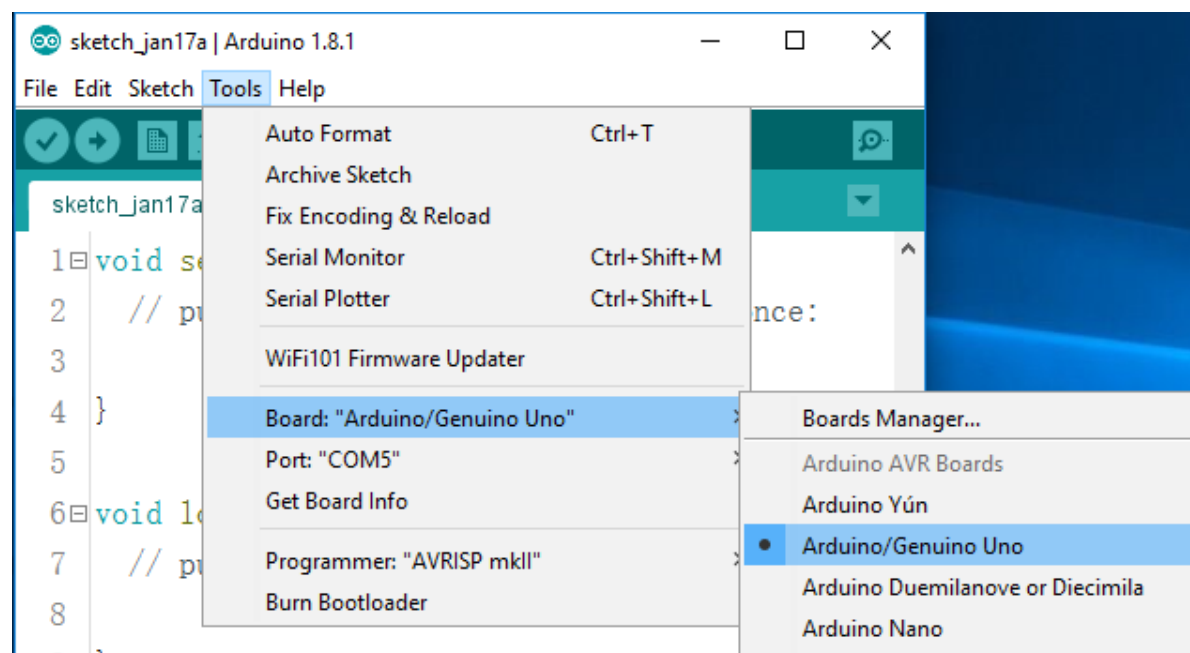 sketch_jan17a | Arduino 1.8.1
File Edit Sketch Tools Help
sketch_jan17a
Auto Format Ctrl+T
Archive Sketch
Fix Encoding & Reload
Serial Monitor Ctrl+Shift+M
Serial Plotter Ctrl+Shift+L
WiFi101 Firmware Updater
Board: "Arduino/Genuino Uno"
Port: "COM5"
Get Board Info
Programmer: "AVRISP mkII"
Burn Bootloader
Boards Manager...
Arduino AVR Boards
Arduino Yún
Arduino/Genuino Uno
Arduino Duemilanove or Diecimila
Arduino Nano
1 void
2 // nce:
3
4 }
5
6 void
7 //
8